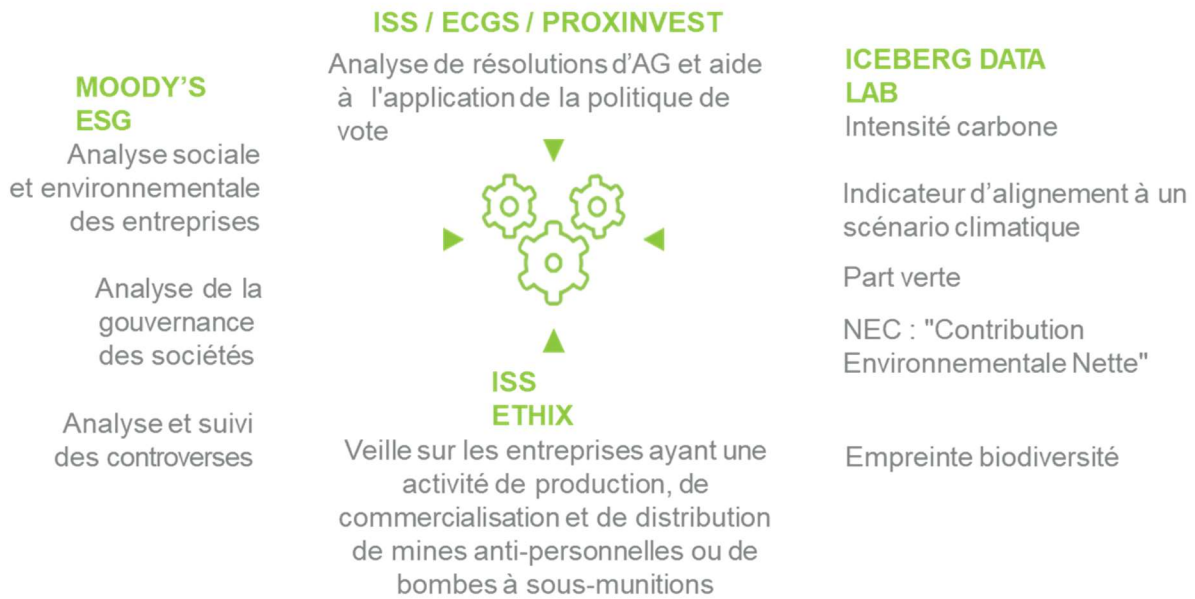 ISS / ECGS / PROXINVEST
Analyse de résolutions d’AG et aide
à l'application de la politique de
vote
MOODY’S
ESG
Analyse sociale
et environnementale
des entreprises
Analyse de la
gouvernance
des sociétés
Analyse et suivi
des controverses
ISS
ETHIX
Veille sur les entreprises ayant une
activité de production, de
commercialisation et de distribution
de mines anti-personnelles ou de
bombes à sous-munitions
ICEBERG DATA
LAB
Intensité carbone
Indicateur d’alignement à un
scénario climatique
Part verte
NEC : "Contribution
Environnementale Nette"
Empreinte biodiversité